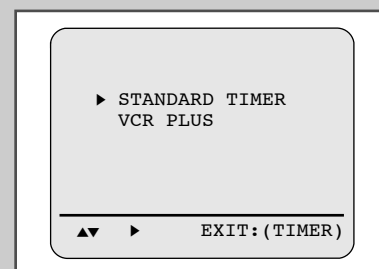 ▶ STANDARD TIMER
VCR PLUS
▲▼ ▶ EXIT:(TIMER)